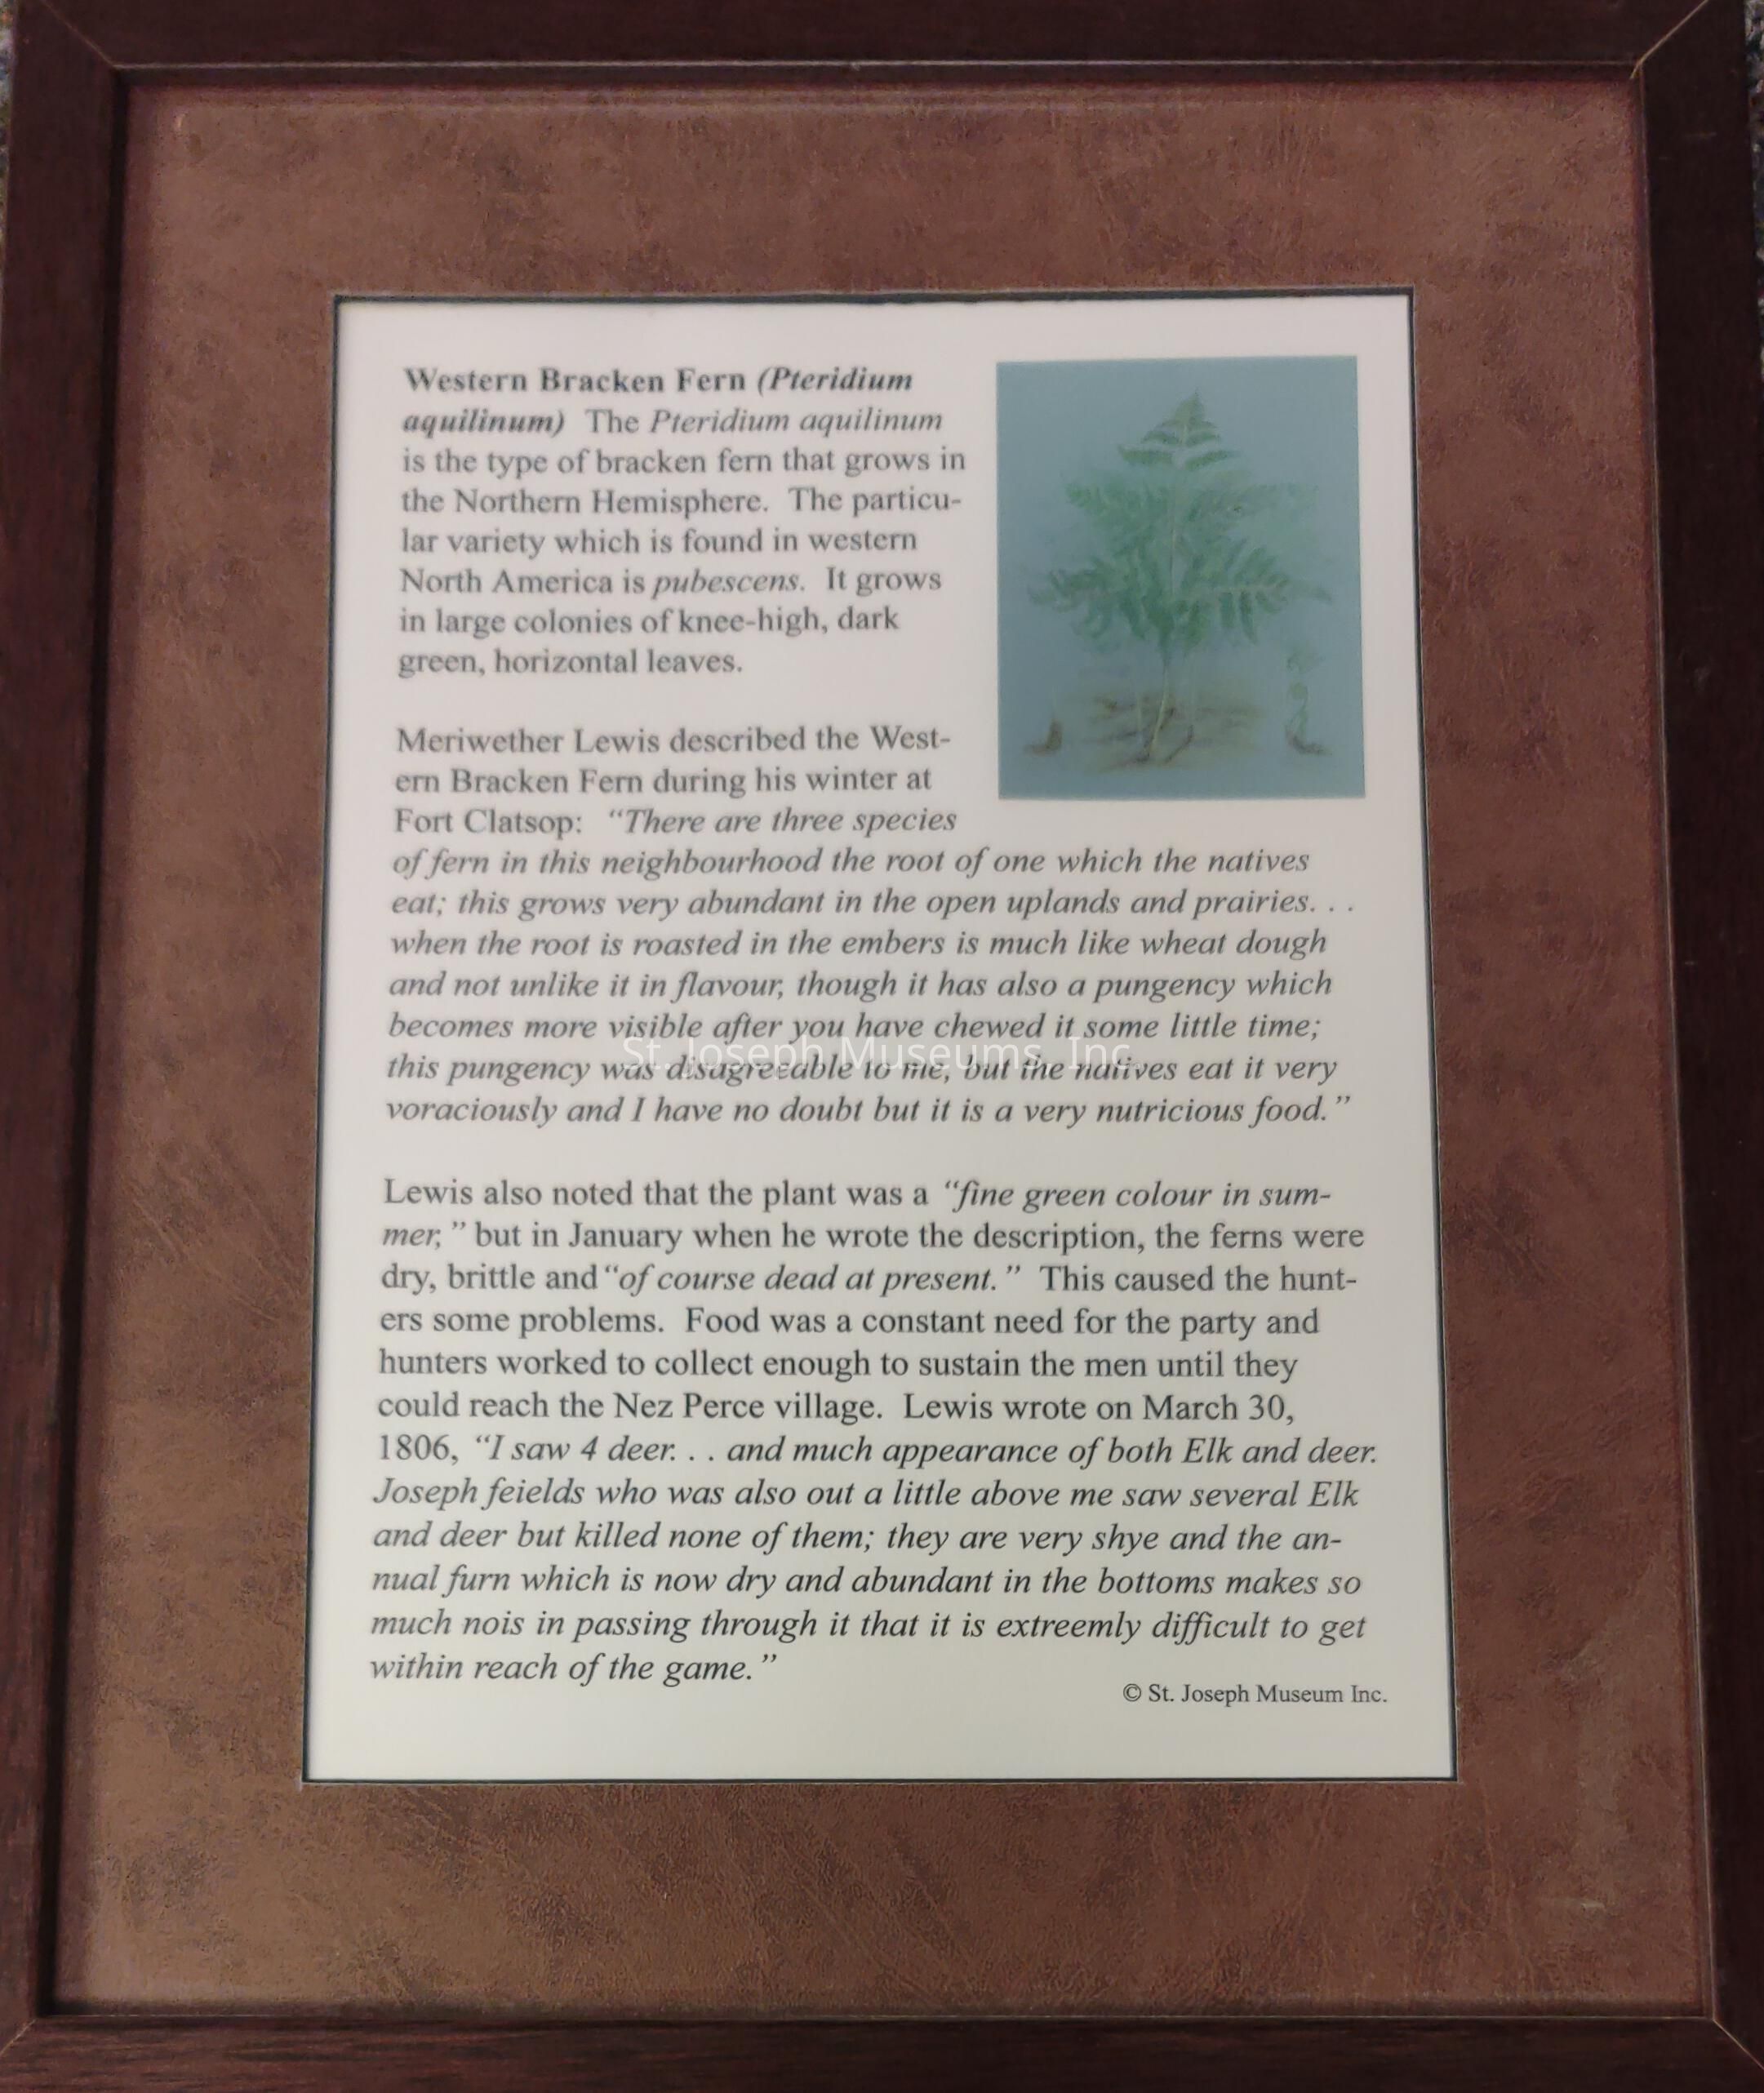 Western Bracken Fern (Pteridium
aquilinum)  The Pteridium aquilinum
is the type of bracken fern that grows in
the Northern Hemisphere.  The particu-
lar variety which is found in western
North America is pubescens.  It grows
in large colonies of knee-high, dark
green, horizontal leaves.
Meriwether Lewis described the West-
ern Bracken Fern during his winter at
Fort Clatsop:  “There are three species
of fern in this neighbourhood the root of one which the natives
eat; this grows very abundant in the open uplands and prairies. . .
when the root is roasted in the embers is much like wheat dough
and not unlike it in flavour, though it has also a pungency which
becomes more visible after you have chewed it some little time;
St. Joseph Museums, Inc.
this pungency was disagreeable to me, but the natives eat it very
voraciously and I have no doubt but it is a very nutricious food.”
Lewis also noted that the plant was a “fine green colour in sum-
mer,” but in January when he wrote the description, the ferns were
dry, brittle and “of course dead at present.”  This caused the hunt-
ers some problems.  Food was a constant need for the party and
hunters worked to collect enough to sustain the men until they
could reach the Nez Perce village.  Lewis wrote on March 30,
1806, “I saw 4 deer. . . and much appearance of both Elk and deer.
Joseph feields who was also out a little above me saw several Elk
and deer but killed none of them; they are very shye and the an-
nual furn which is now dry and abundant in the bottoms makes so
much nois in passing through it that it is extreemly difficult to get
within reach of the game.”
© St. Joseph Museum Inc.